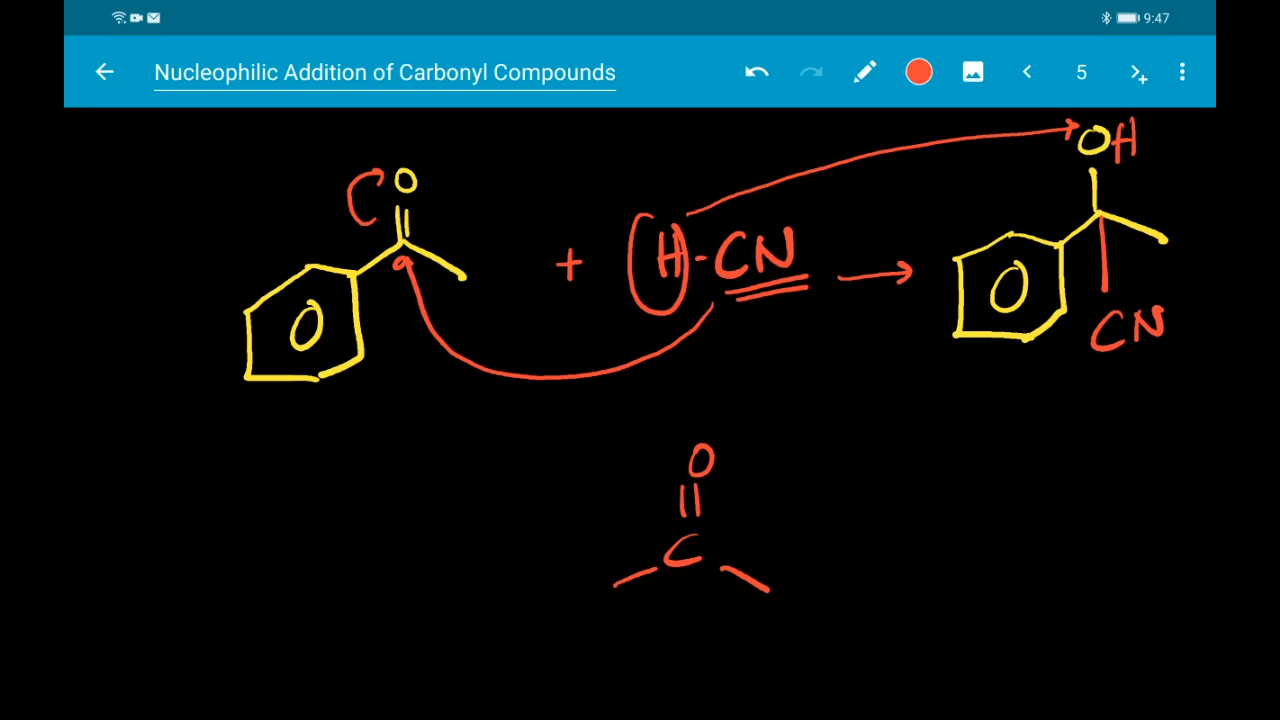 9:47
Nucleophilic Addition of Carbonyl Compounds
5
O
+ H-CN
OH
O
O
CN
O
C